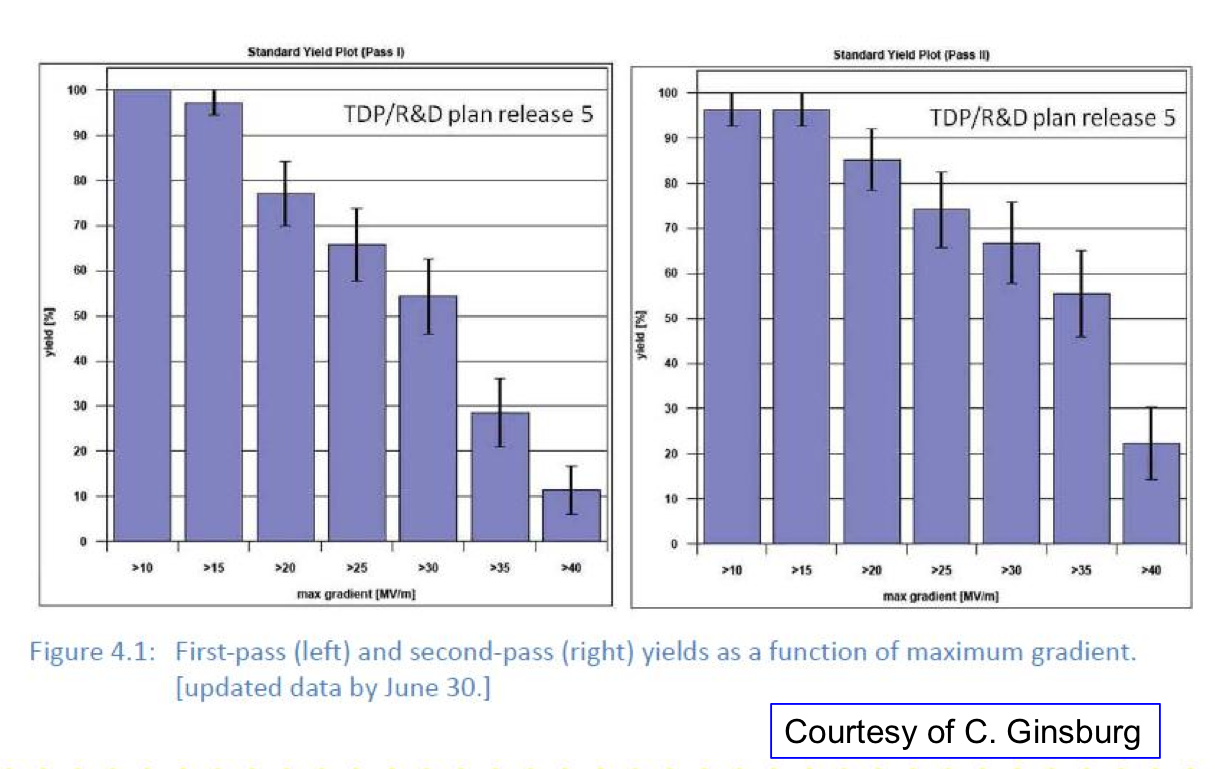 Standard Yield Plot (Pass I)
TDP/R&D plan release 5
100
90
80
70
60
50
40
30
20
10
0
yield [%]
>10 >15 >20 >25 >30 >35 >40
max gradient [MV/m]
Standard Yield Plot (Pass II)
TDP/R&D plan release 5
100
90
80
70
60
50
40
30
20
10
0
yield [%]
>10 >15 >20 >25 >30 >35 >40
max gradient [MV/m]
Figure 4.1: First-pass (left) and second-pass (right) yields as a function of maximum gradient.
[updated data by June 30.]
Courtesy of C. Ginsburg